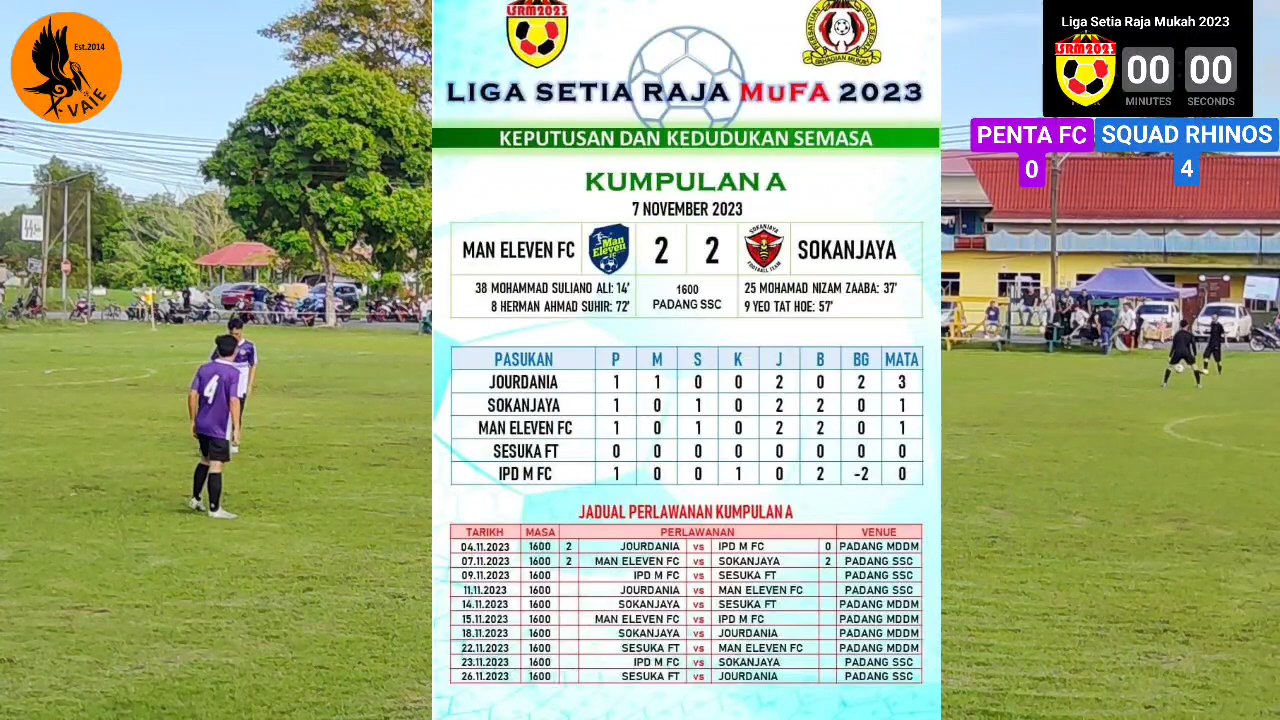 Est.2014
VAIE
4
LSRM2023
PERSATUAN BOLA SEPAK
BAHAGIAN MUKAH
LIGA SETIA RAJA MuFA 2023
KEPUTUSAN DAN KEDUDUKAN SEMASA
KUMPULAN A
7 NOVEMBER 2023
MAN ELEVEN FC Man Eleven FC 2 2 SOKANJAYA FOOTBALL TEAM SOKANJAYA
38 MOHAMMAD SULIANO ALI: 14' 1600 25 MOHAMAD NIZAM ZAABA: 37'
8 HERMAN AHMAD SUHIR: 72' PADANG SSC 9 YEO TAT HOE: 57'
PASUKAN P M S K J B BG MATA
JOURDANIA 1 1 0 0 2 0 2 3
SOKANJAYA 1 0 1 0 2 2 0 1
MAN ELEVEN FC 1 0 1 0 2 2 0 1
SESUKA FT 0 0 0 0 0 0 0 0
IPD M FC 1 0 0 1 0 2 -2 0
JADUAL PERLAWANAN KUMPULAN A
TARIKH MASA PERLAWANAN VENUE
04.11.2023 1600 2 JOURDANIA vs IPD M FC 0 PADANG MDDM
07.11.2023 1600 2 MAN ELEVEN FC vs SOKANJAYA 2 PADANG SSC
09.11.2023 1600 IPD M FC vs SESUKA FT PADANG SSC
11.11.2023 1600 JOURDANIA vs MAN ELEVEN FC PADANG SSC
14.11.2023 1600 SOKANJAYA vs SESUKA FT PADANG MDDM
15.11.2023 1600 MAN ELEVEN FC vs IPD M FC PADANG MDDM
18.11.2023 1600 SOKANJAYA vs JOURDANIA PADANG MDDM
22.11.2023 1600 SESUKA FT vs MAN ELEVEN FC PADANG MDDM
23.11.2023 1600 IPD M FC vs SOKANJAYA PADANG SSC
26.11.2023 1600 SESUKA FT vs JOURDANIA PADANG SSC
Liga Setia Raja Mukah 2023
LSRM2023
00 00
MINUTES SECONDS
PENTA FC SQUAD RHINOS
0 4